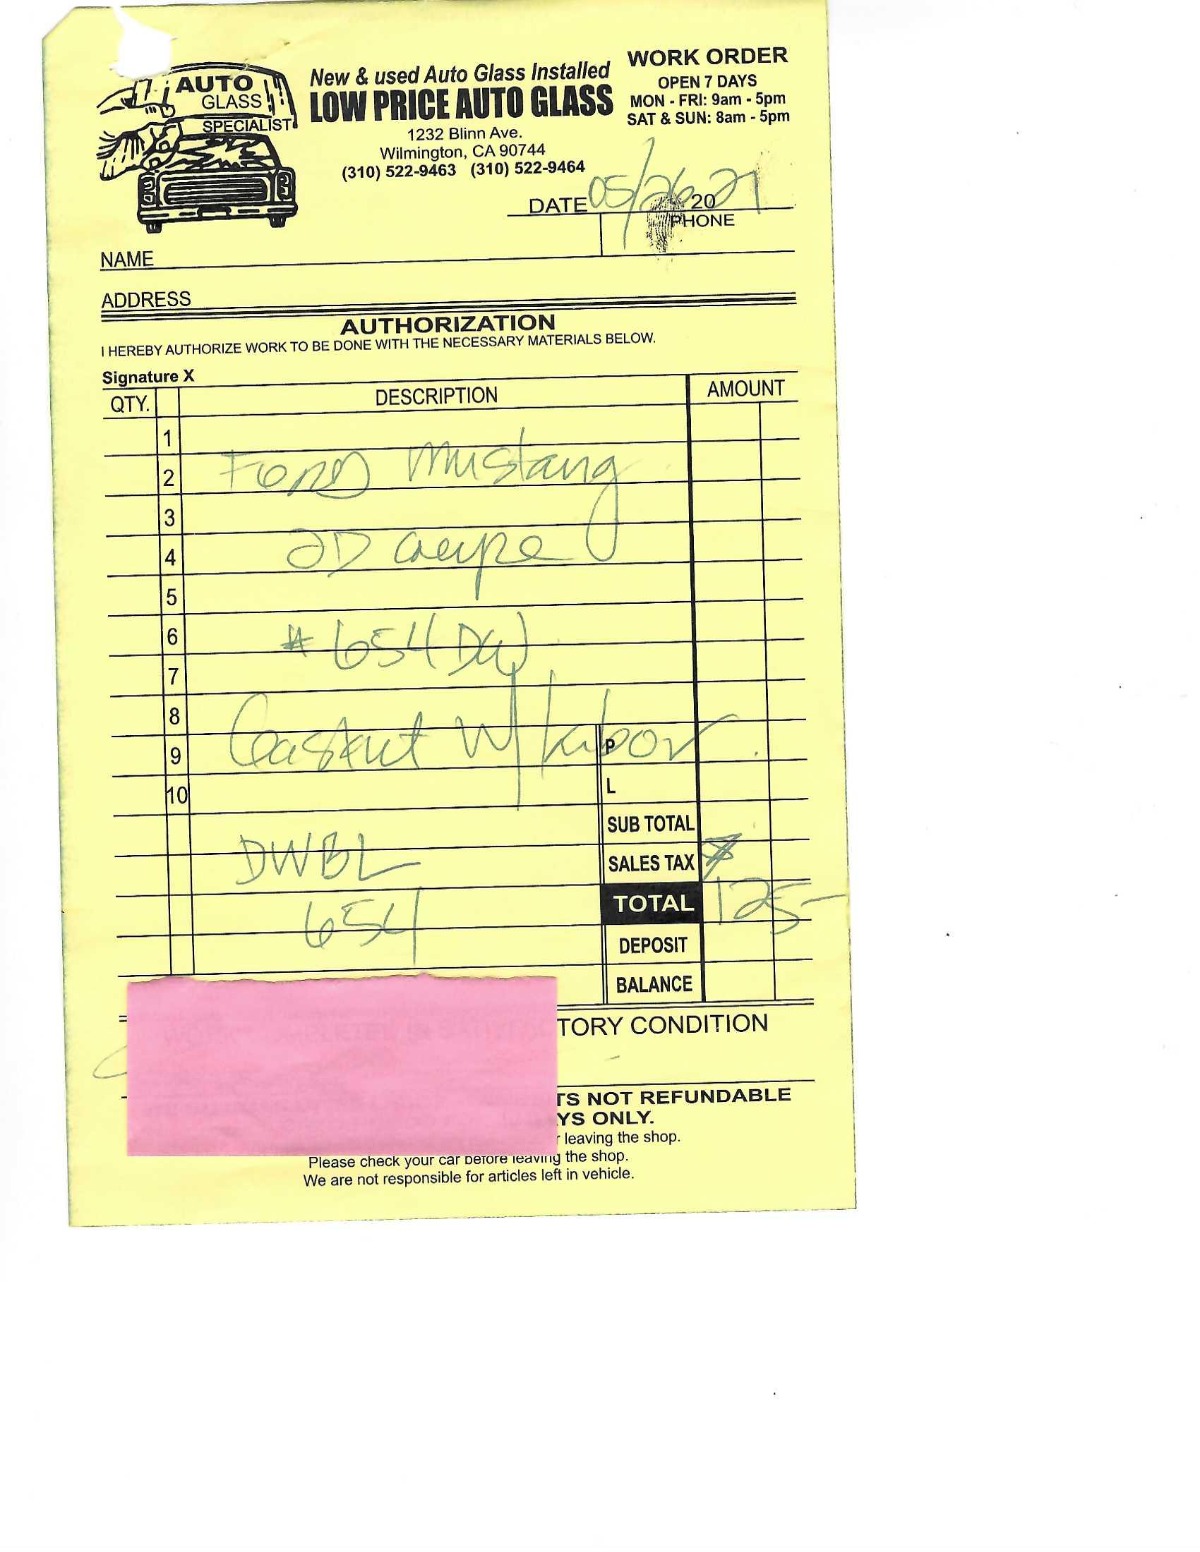 AUTO
GLASS
SPECIALIST
New & used Auto Glass Installed
LOW PRICE AUTO GLASS
1232 Blinn Ave.
Wilmington, CA 90744
(310) 522-9463 (310) 522-9464
WORK ORDER
OPEN 7 DAYS
MON - FRI: 9am - 5pm
SAT & SUN: 8am - 5pm
DATE 05/26 2021
PHONE
NAME
ADDRESS
AUTHORIZATION
I HEREBY AUTHORIZE WORK TO BE DONE WITH THE NECESSARY MATERIALS BELOW.
Signature X
QTY. DESCRIPTION AMOUNT
1
2 Ford Mustang
3
4 2D
5
6 #654 DW
7
8
9 W/ Labor P
10 L
SUB TOTAL
DWBL SALES TAX $
TOTAL 125-
654 DEPOSIT
BALANCE
TORY CONDITION
TS NOT REFUNDABLE
YS ONLY.
leaving the shop.
Please check your car before leaving the shop.
We are not responsible for articles left in vehicle.